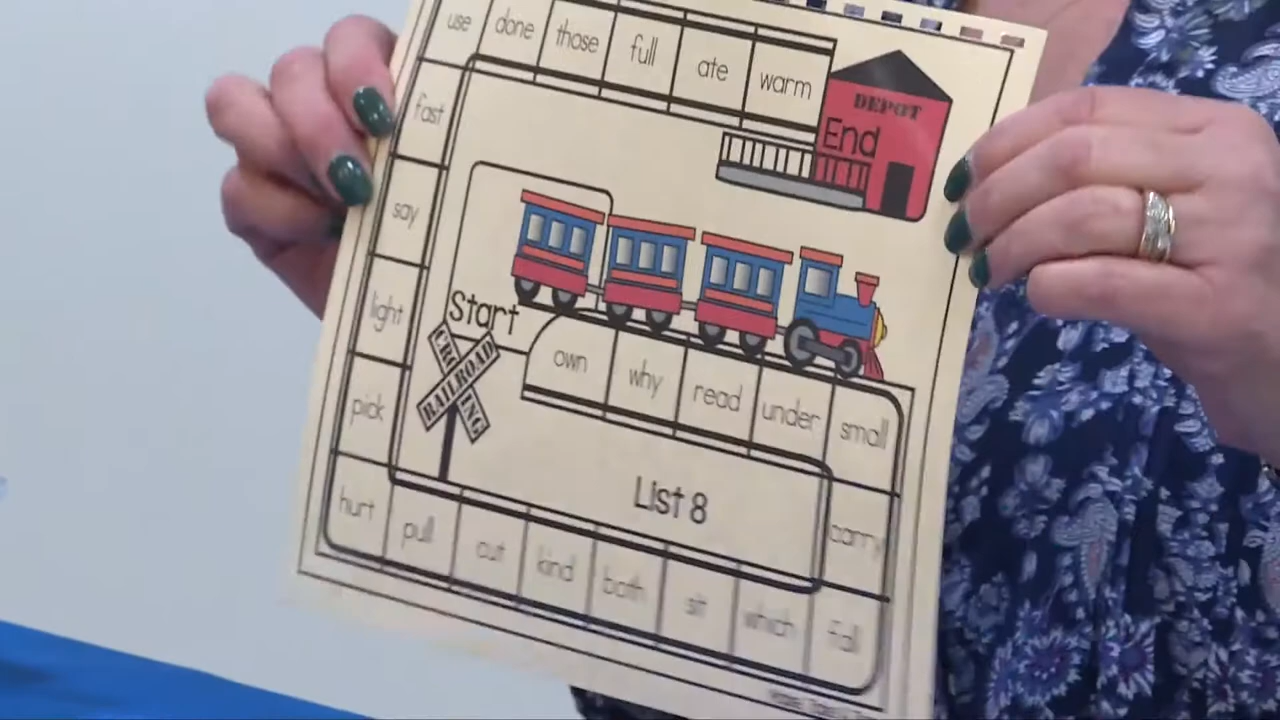 use done those full ate warm
DEPOT
End
fast
say
light
Start
RAILROAD
own why read under small
pick
List 8
carry
hurt pull cut kind both sit which fall